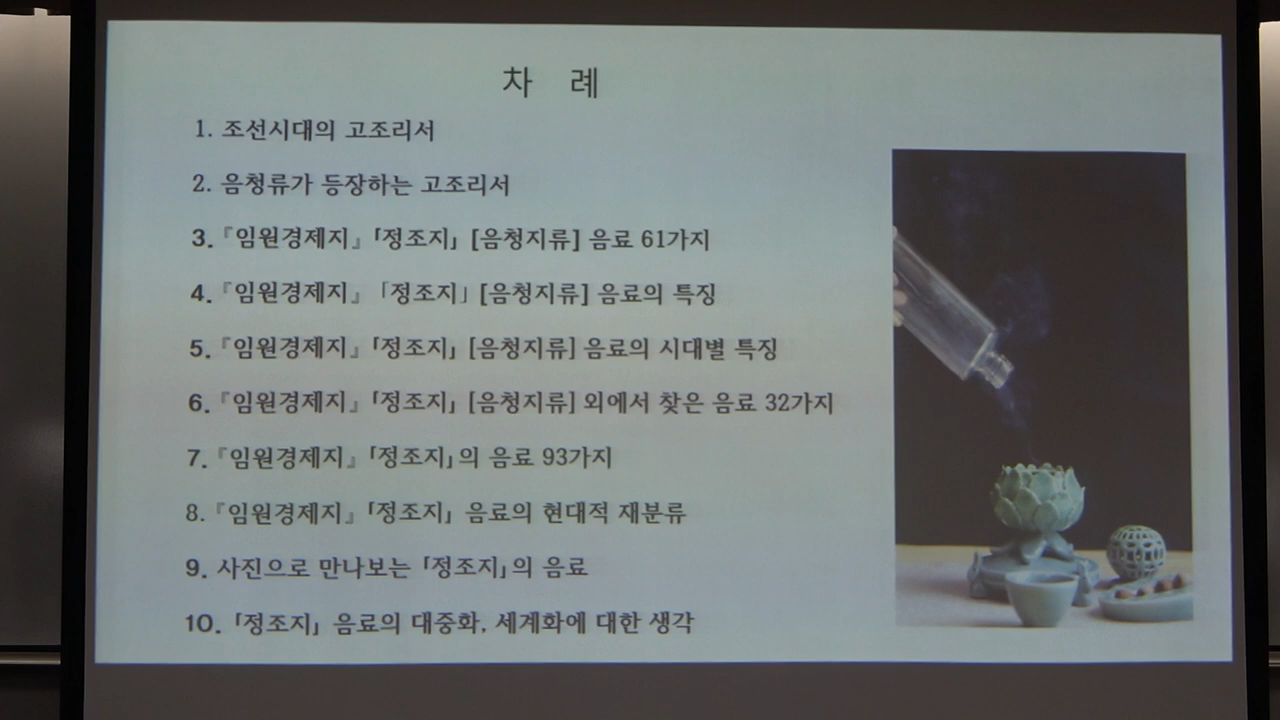 차 례
1. 조선시대의 고조리서
2. 음청류가 등장하는 고조리서
3.『임원경제지』「정조지」[음청지류] 음료 61가지
4.『임원경제지』「정조지」[음청지류] 음료의 특징
5.『임원경제지』「정조지」[음청지류] 음료의 시대별 특징
6.『임원경제지』「정조지」[음청지류] 외에서 찾은 음료 32가지
7.『임원경제지』「정조지」의 음료 93가지
8.『임원경제지』「정조지」 음료의 현대적 재분류
9. 사진으로 만나보는「정조지」의 음료
10.「정조지」 음료의 대중화, 세계화에 대한 생각